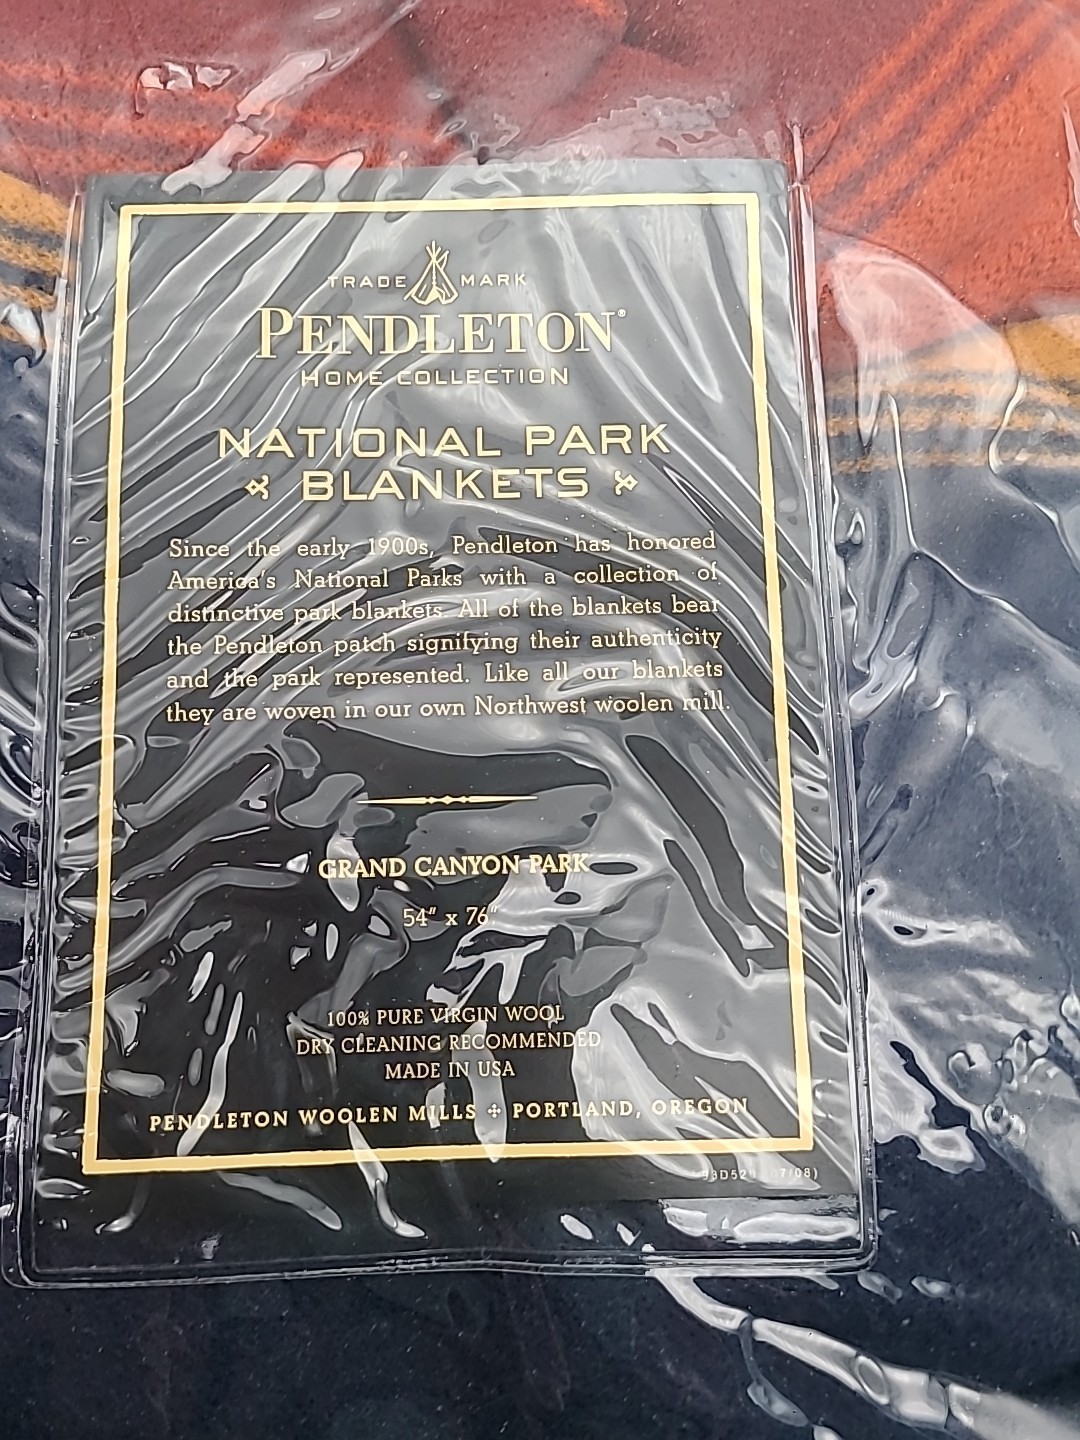 TRADE MARK
PENDLETON®
HOME COLLECTION
NATIONAL PARK
BLANKETS
Since the early 1900s, Pendleton has honored
America's National Parks with a collection of
distinctive park blankets. All of the blankets bear
the Pendleton patch signifying their authenticity
and the park represented. Like all our blankets
they are woven in our own Northwest woolen mill.
GRAND CANYON PARK
54" x 76"
100% PURE VIRGIN WOOL
DRY CLEANING RECOMMENDED
MADE IN USA
PENDLETON WOOLEN MILLS PORTLAND, OREGON